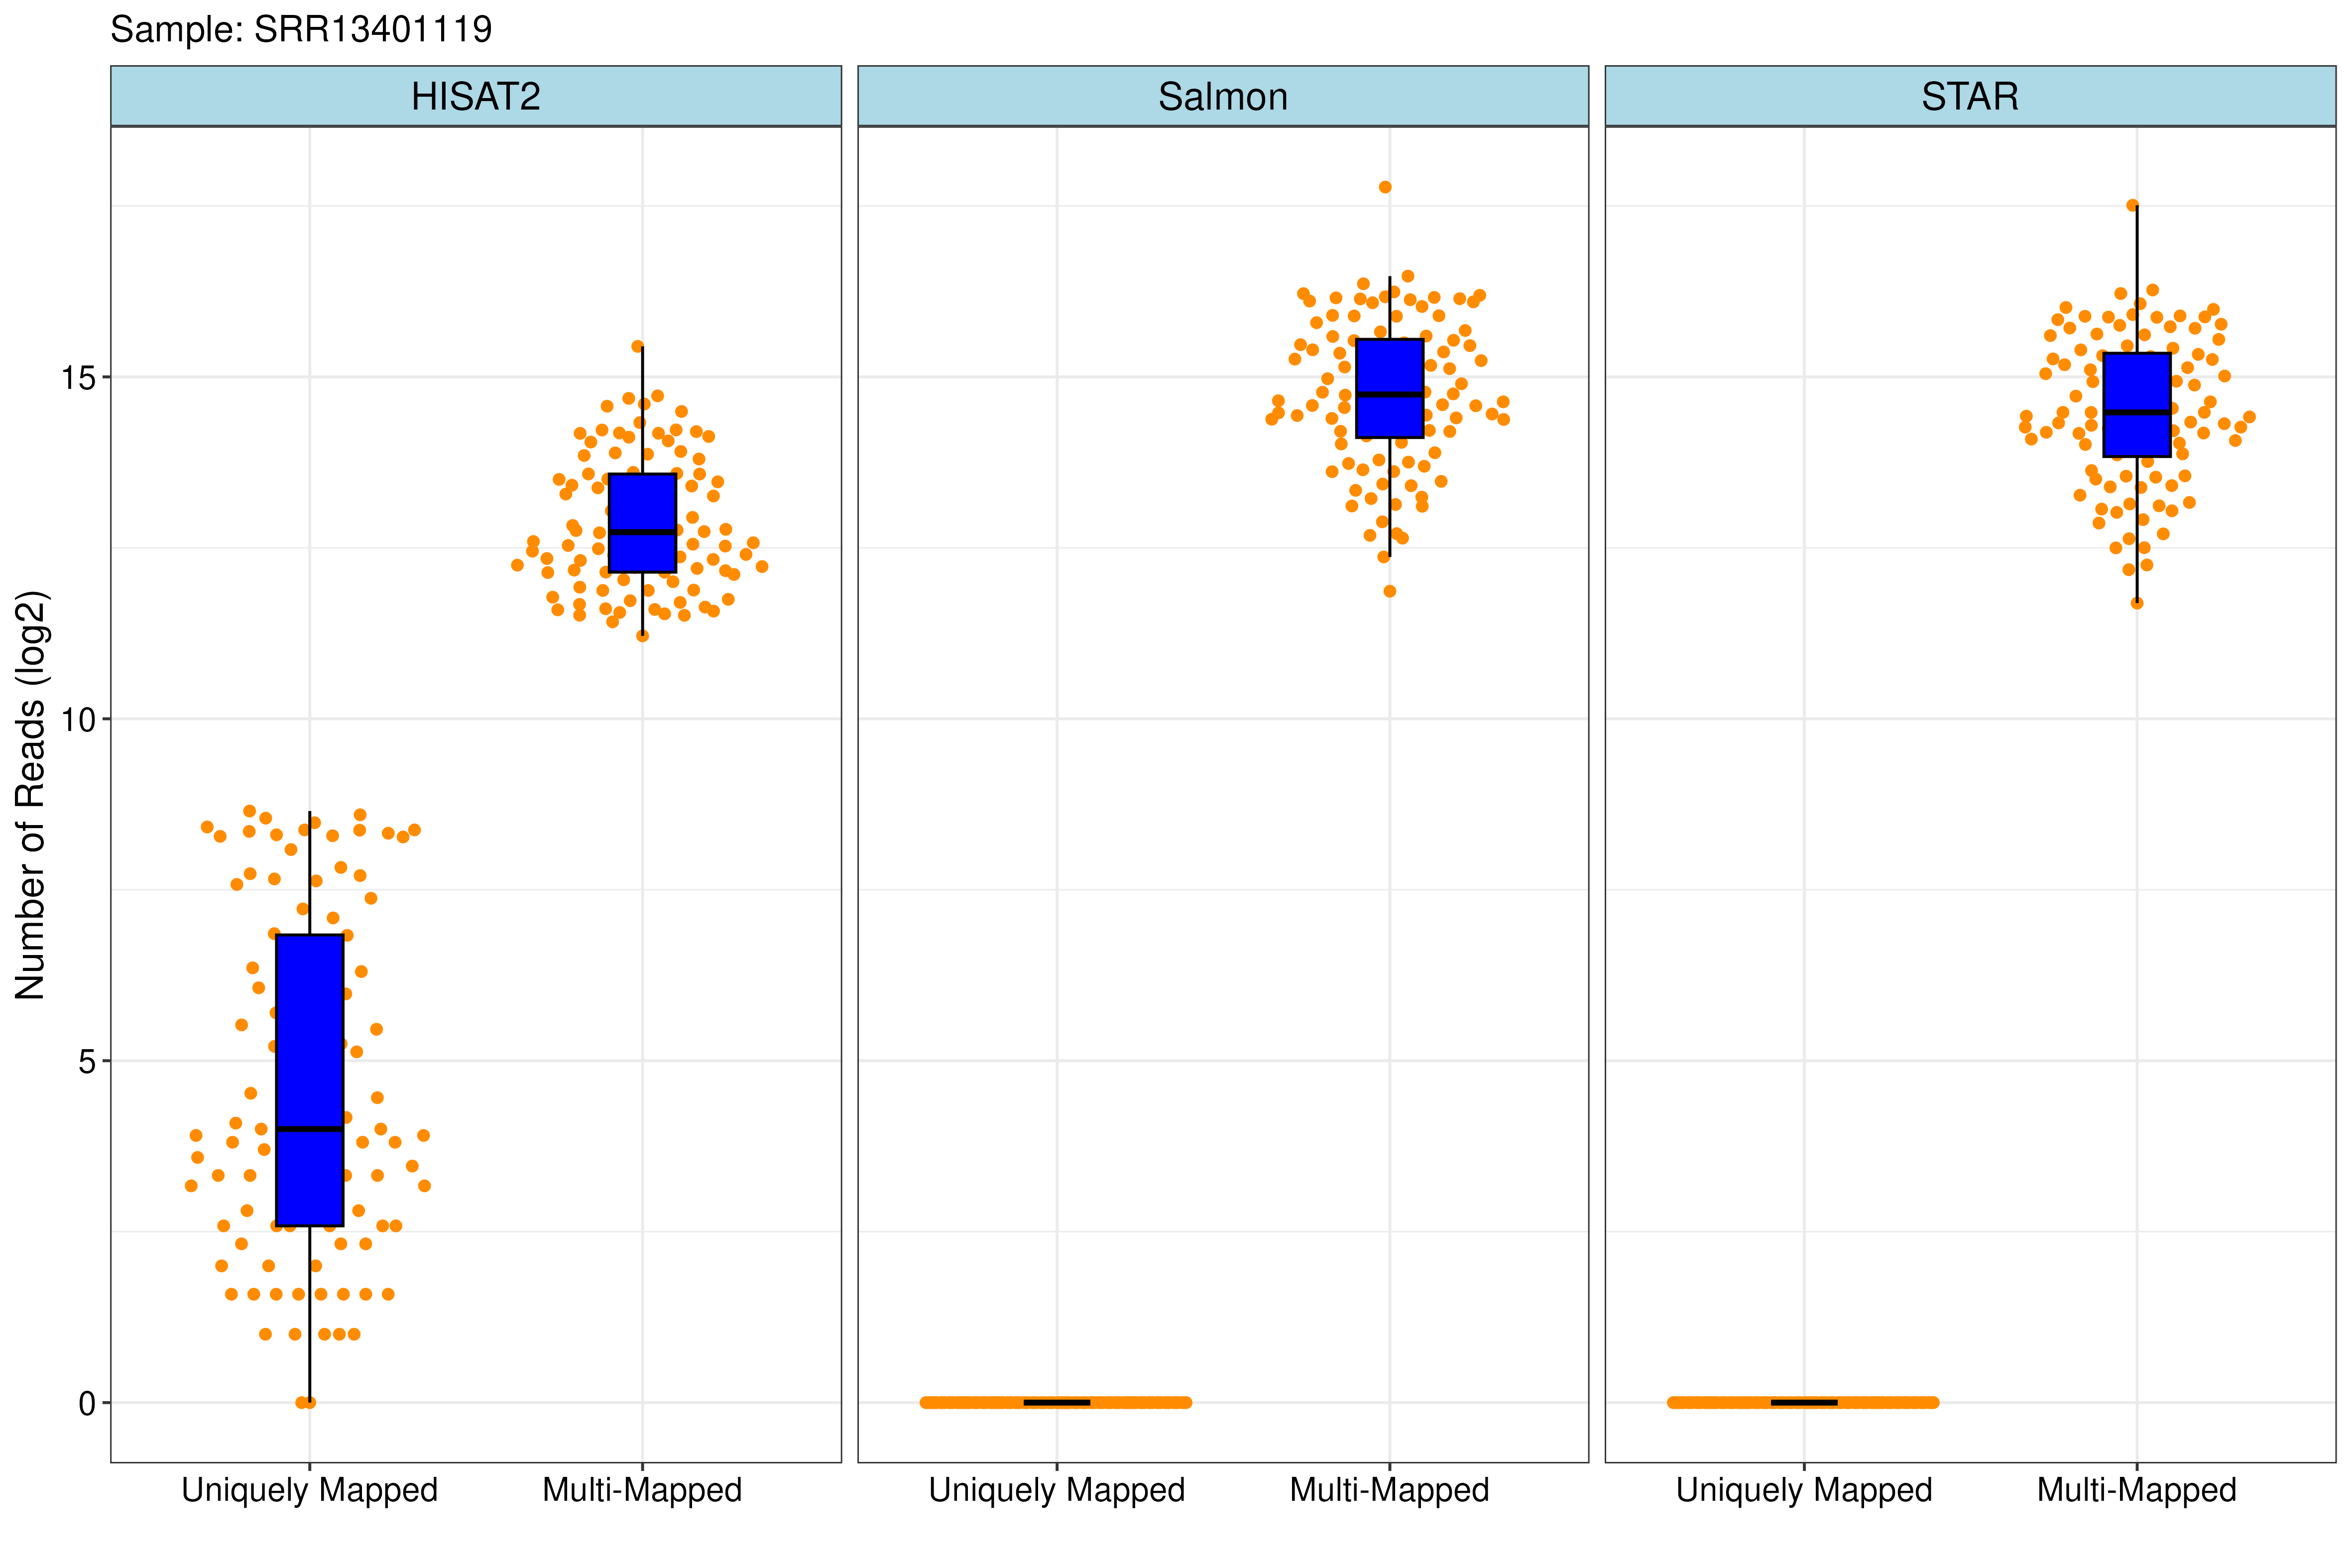 Sample: SRR13401119
HISAT2
Salmon
STAR
Number of Reads (log2)
15
10
5
0
Uniquely Mapped
Multi-Mapped
Uniquely Mapped
Multi-Mapped
Uniquely Mapped
Multi-Mapped